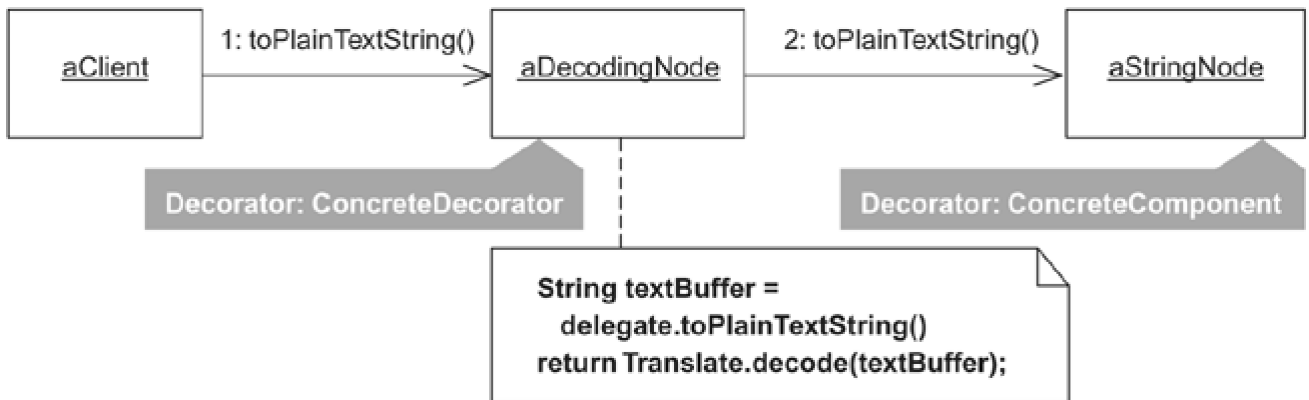 1: toPlainTextString()
2: toPlainTextString()
aClient
aDecodingNode
aStringNode
Decorator: ConcreteDecorator
Decorator: ConcreteComponent
String textBuffer =
delegate.toPlainTextString()
return Translate.decode(textBuffer);